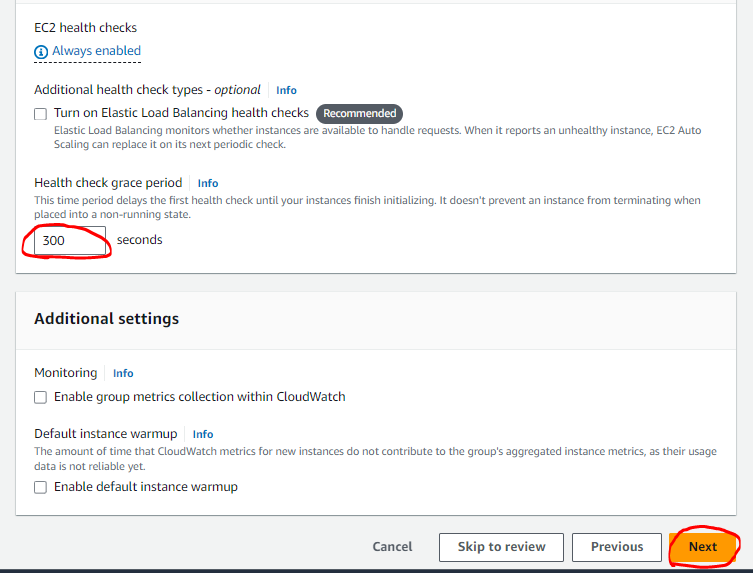 EC2 health checks
Always enabled
Additional health check types - optional Info
Turn on Elastic Load Balancing health checks Recommended
Elastic Load Balancing monitors whether instances are available to handle requests. When it reports an unhealthy instance, EC2 Auto
Scaling can replace it on its next periodic check.
Health check grace period Info
This time period delays the first health check until your instances finish initializing. It doesn't prevent an instance from terminating when
placed into a non-running state.
300 seconds
Additional settings
Monitoring Info
Enable group metrics collection within CloudWatch
Default instance warmup Info
The amount of time that CloudWatch metrics for new instances do not contribute to the group's aggregated instance metrics, as their usage
data is not reliable yet.
Enable default instance warmup
Cancel Skip to review Previous Next